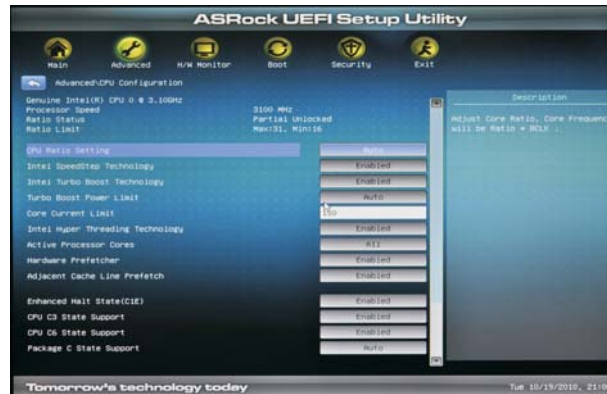 ASRock UEFI Setup Utility
Main Advanced H/W Monitor Boot Security Exit
Advanced\CPU Configuration
Description
Genuine Intel(R) CPU 0 @ 3.10GHz
Processor Speed 3100 MHz
Ratio Status Partial Unlocked
Ratio Limit Max:31, Min:16
Adjust Core Ratio, Core Frequenc
will be Ratio * BCLK .
CPU Ratio Setting Auto
Intel SpeedStep Technology Enabled
Intel Turbo Boost Technology Enabled
Turbo Boost Power Limit Auto
Core Current Limit 150
Intel Hyper Threading Technology Enabled
Active Processor Cores All
Hardware Prefetcher Enabled
Adjacent Cache Line Prefetch Enabled
Enhanced Halt State(C1E) Enabled
CPU C3 State Support Enabled
CPU C6 State Support Enabled
Package C State Support Auto
Tomorrow's technology today
Tue 10/19/2010, 21:0